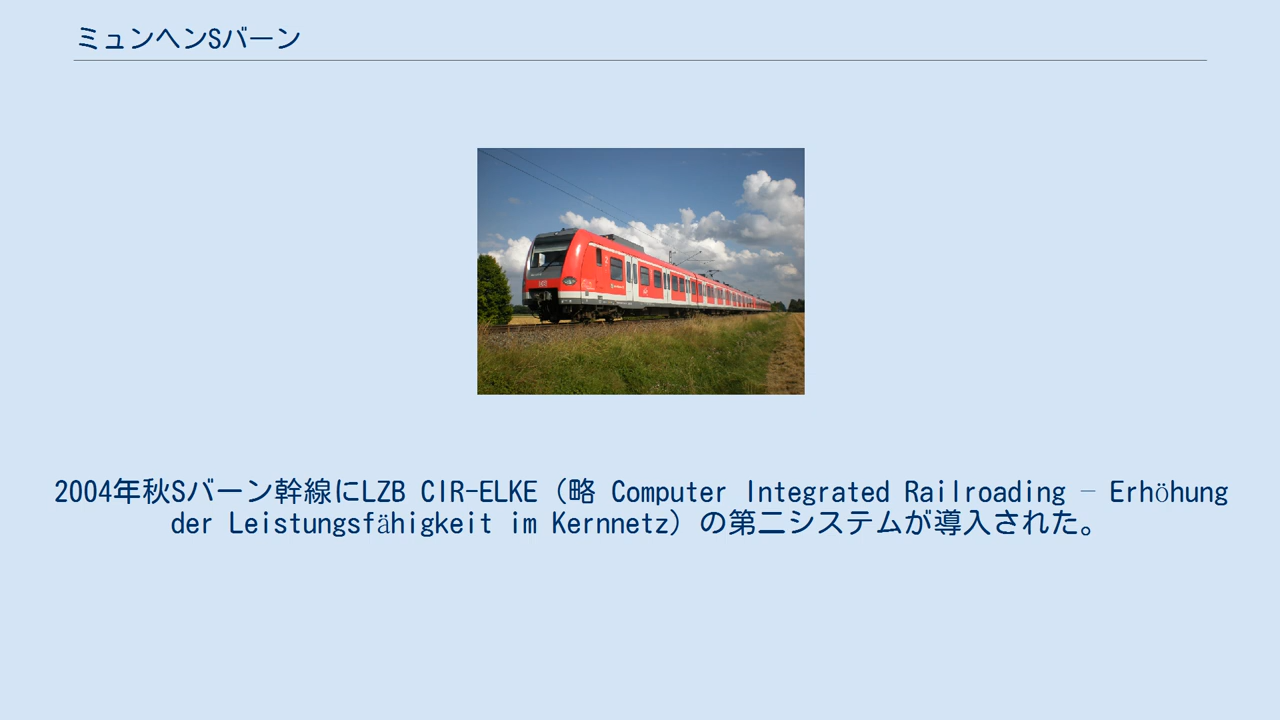 ミュンヘンSバーン
2004年秋Sバーン幹線にLZB CIR-ELKE（略 Computer Integrated Railroading – Erhöhung
der Leistungsfähigkeit im Kernnetz）の第二システムが導入された。